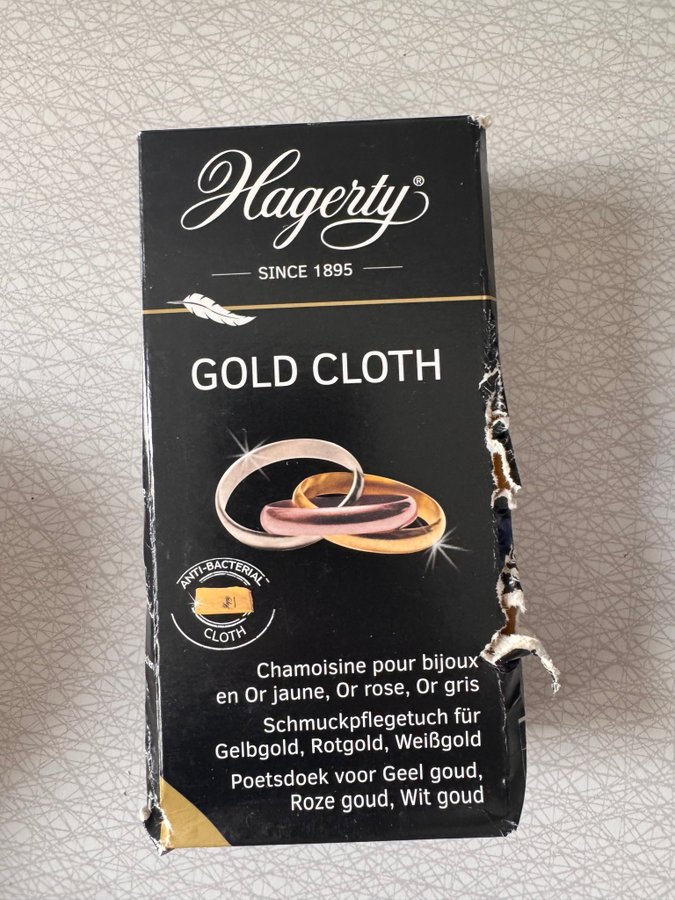 Hagerty®
SINCE 1895
GOLD CLOTH
ANTI-BACTERIAL
CLOTH
Chamoisine pour bijoux
en Or jaune, Or rose, Or gris
Schmuckpflegetuch für
Gelbgold, Rotgold, Weißgold
Poetsdoek voor Geel goud,
Roze goud, Wit goud